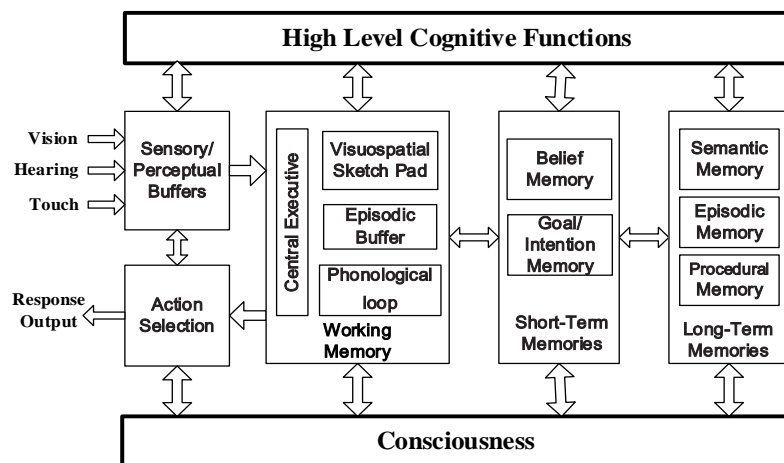 High Level Cognitive Functions
Vision
Hearing
Touch
Sensory/
Perceptual
Buffers
Response
Output
Action
Selection
Central Executive
Visuospatial
Sketch Pad
Episodic
Buffer
Phonological
loop
Working
Memory
Belief
Memory
Goal/
Intention
Memory
Short-Term
Memories
Semantic
Memory
Episodic
Memory
Procedural
Memory
Long-Term
Memories
Consciousness